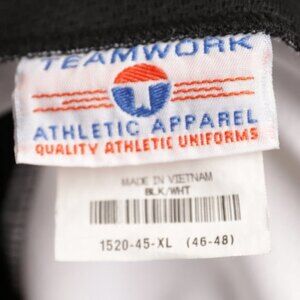 TEAMWORK
T
ATHLETIC APPAREL
QUALITY ATHLETIC UNIFORMS
MADE IN VIETNAM
BLK/WHT
1520-45-XL (46-48)